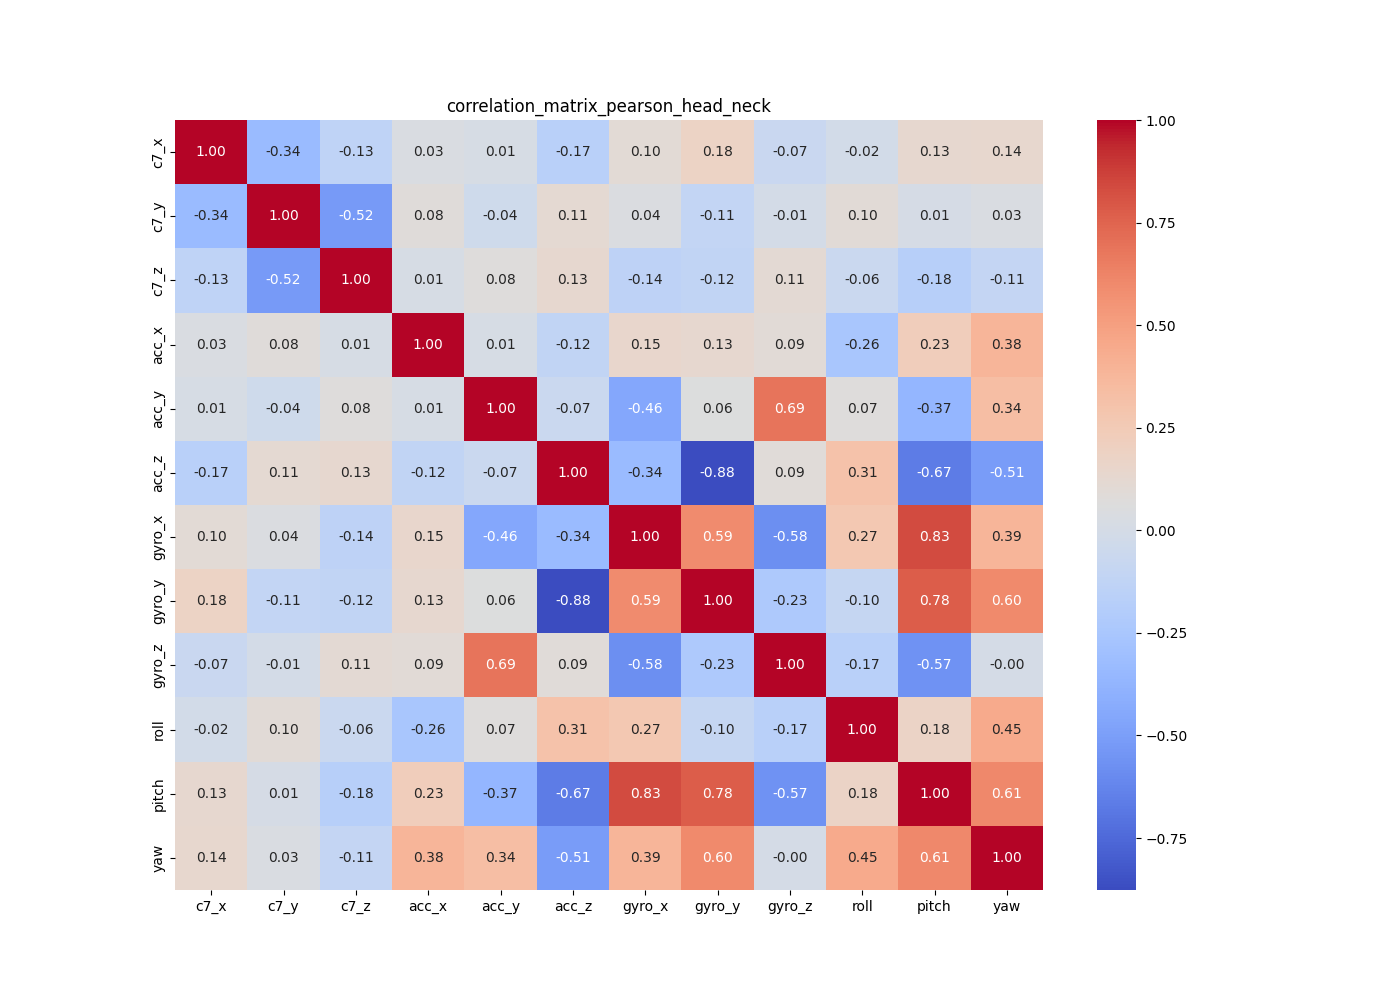 correlation_matrix_pearson_head_neck
c7_x 1.00 -0.34 -0.13 0.03 0.01 -0.17 0.10 0.18 -0.07 -0.02 0.13 0.14
c7_y -0.34 1.00 -0.52 0.08 -0.04 0.11 0.04 -0.11 -0.01 0.10 0.01 0.03
c7_z -0.13 -0.52 1.00 0.01 0.08 0.13 -0.14 -0.12 0.11 -0.06 -0.18 -0.11
acc_x 0.03 0.08 0.01 1.00 0.01 -0.12 0.15 0.13 0.09 -0.26 0.23 0.38
acc_y 0.01 -0.04 0.08 0.01 1.00 -0.07 -0.46 0.06 0.69 0.07 -0.37 0.34
acc_z -0.17 0.11 0.13 -0.12 -0.07 1.00 -0.34 -0.88 0.09 0.31 -0.67 -0.51
gyro_x 0.10 0.04 -0.14 0.15 -0.46 -0.34 1.00 0.59 -0.58 0.27 0.83 0.39
gyro_y 0.18 -0.11 -0.12 0.13 0.06 -0.88 0.59 1.00 -0.23 -0.10 0.78 0.60
gyro_z -0.07 -0.01 0.11 0.09 0.69 0.09 -0.58 -0.23 1.00 -0.17 -0.57 -0.00
roll -0.02 0.10 -0.06 -0.26 0.07 0.31 0.27 -0.10 -0.17 1.00 0.18 0.45
pitch 0.13 0.01 -0.18 0.23 -0.37 -0.67 0.83 0.78 -0.57 0.18 1.00 0.61
yaw 0.14 0.03 -0.11 0.38 0.34 -0.51 0.39 0.60 -0.00 0.45 0.61 1.00
c7_x c7_y c7_z acc_x acc_y acc_z gyro_x gyro_y gyro_z roll pitch yaw
1.00
0.75
0.50
0.25
0.00
−0.25
−0.50
−0.75